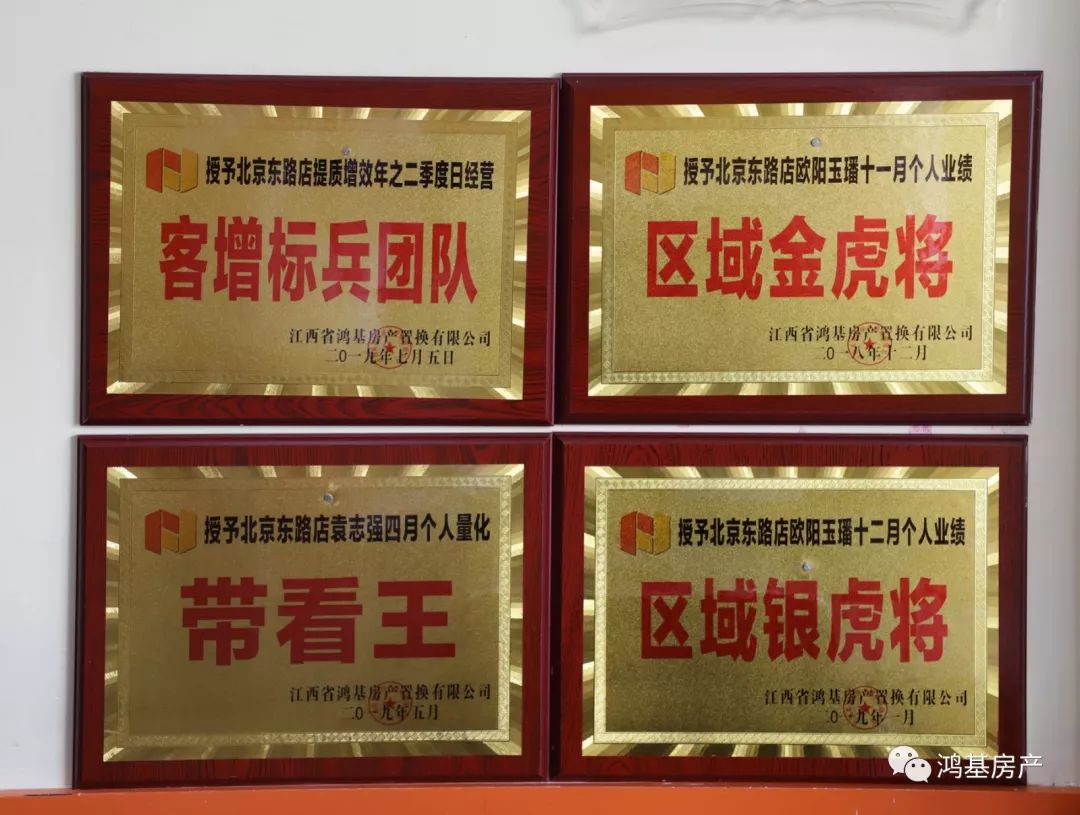 授予北京东路店提质增效年之二季度日经营
客增标兵团队
江西省鸿基房产置换有限公司
二〇一九年七月五日
授予北京东路店欧阳玉璠十一月个人业绩
区域金虎将
江西省鸿基房产置换有限公司
二〇一八年十二月
授予北京东路店袁志强四月个人量化
带看王
江西省鸿基房产置换有限公司
二〇一九年五月
授予北京东路店欧阳玉璠十二月个人业绩
区域银虎将
江西省鸿基房产置换有限公司
二〇一九年一月
鸿基房产